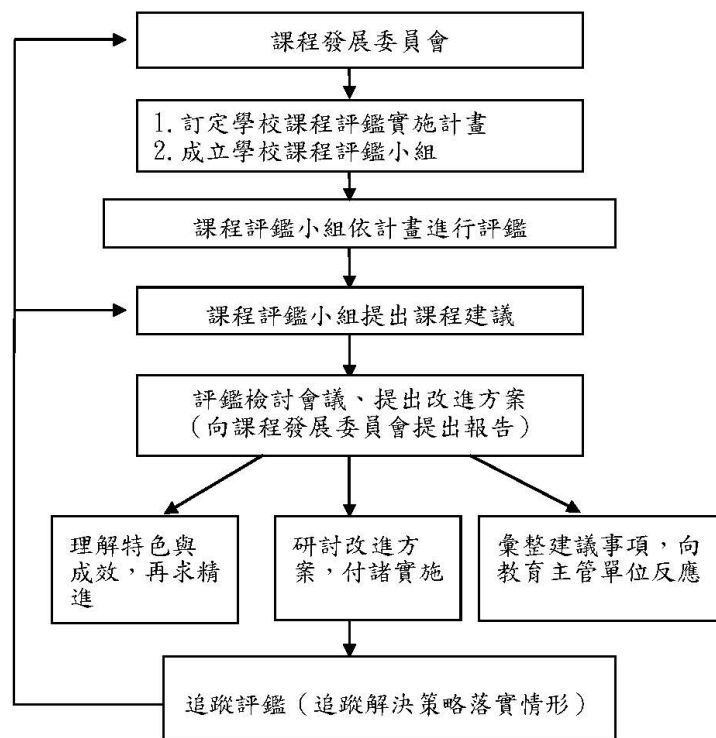 課程發展委員會
1.訂定學校課程評鑑實施計畫
2.成立學校課程評鑑小組
課程評鑑小組依計畫進行評鑑
課程評鑑小組提出課程建議
評鑑檢討會議、提出改進方案
（向課程發展委員會提出報告）
理解特色與
成效，再求精
進
研討改進方
案，付諸實施
彙整建議事項，向
教育主管單位反應
追蹤評鑑（追蹤解決策略落實情形）